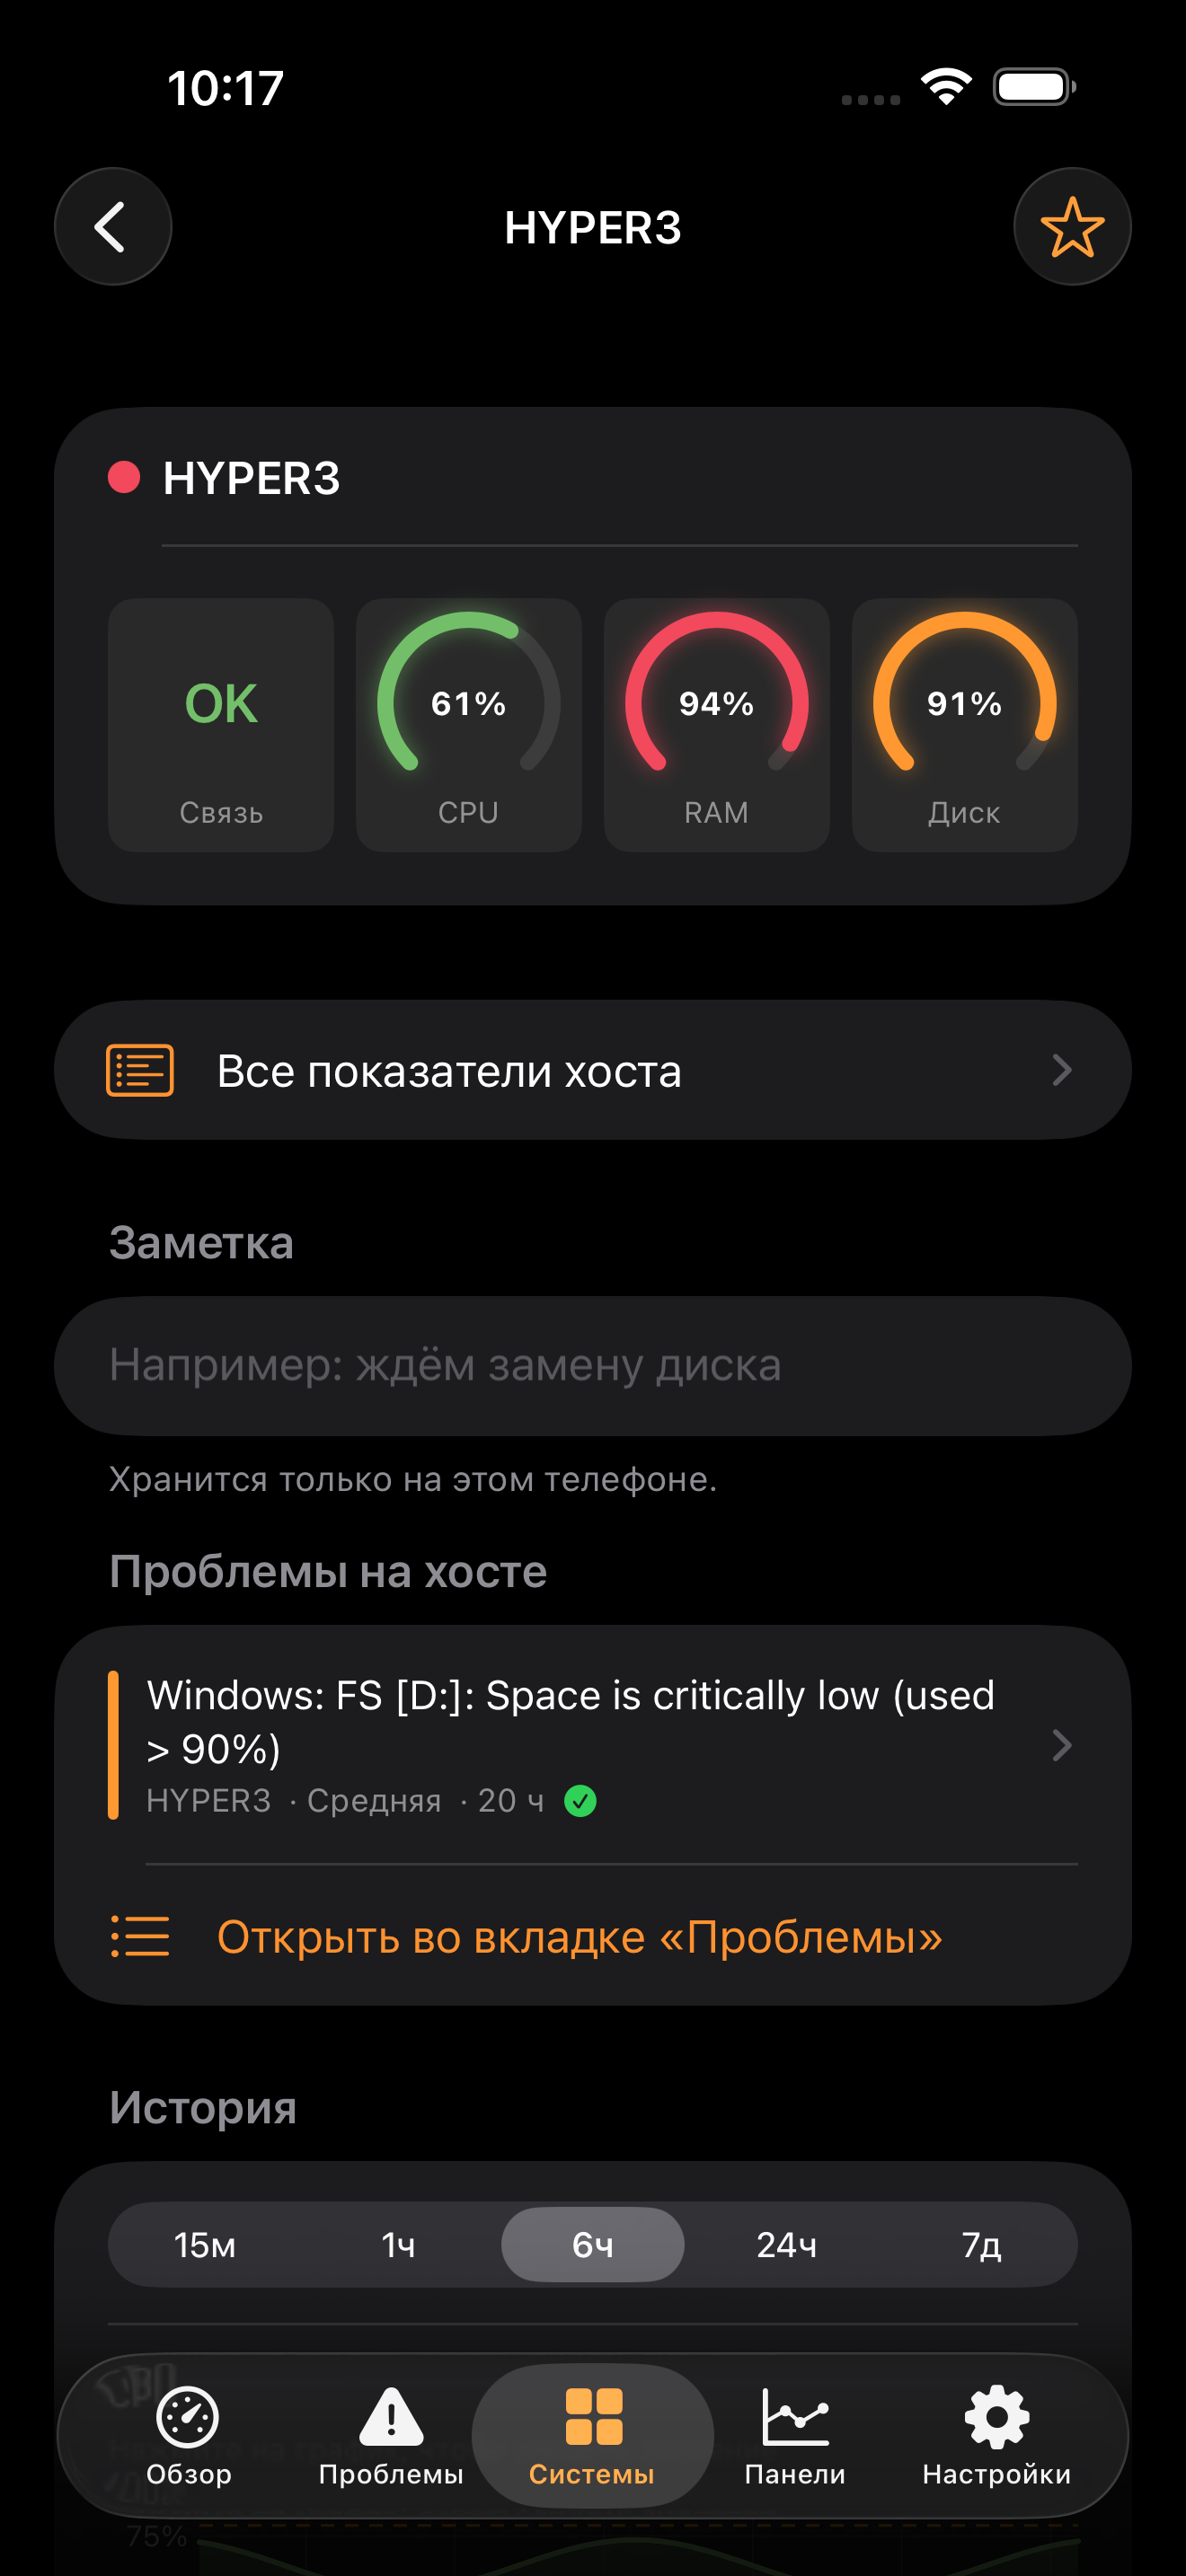 10:17
HYPER3
HYPER3
OK
61%
94%
91%
Связь
CPU
RAM
Диск
Все показатели хоста
Заметка
Например: ждём замену диска
Хранится только на этом телефоне.
Проблемы на хосте
Windows: FS [D:]: Space is critically low (used
> 90%)
HYPER3 · Средняя · 20 ч
Открыть во вкладке «Проблемы»
История
15м
1ч
6ч
24ч
7д
Обзор
Проблемы
Системы
Панели
Настройки
75%